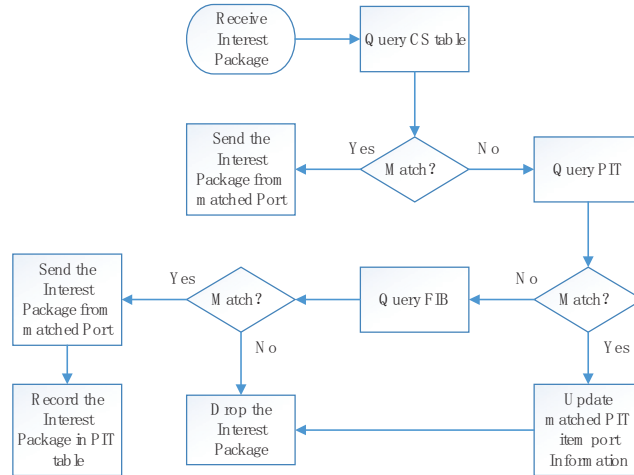 Receive
Interest
Package
Query CS table
Send the
Interest
Package from
matched Port
Yes
Match?
No
Query PIT
Send the
Interest
Package from
matched Port
Yes
Match?
Query FIB
No
Match?
No
Yes
Record the
Interest
Package in PIT
table
Drop the
Interest
Package
Update
matched PIT
item port
Information